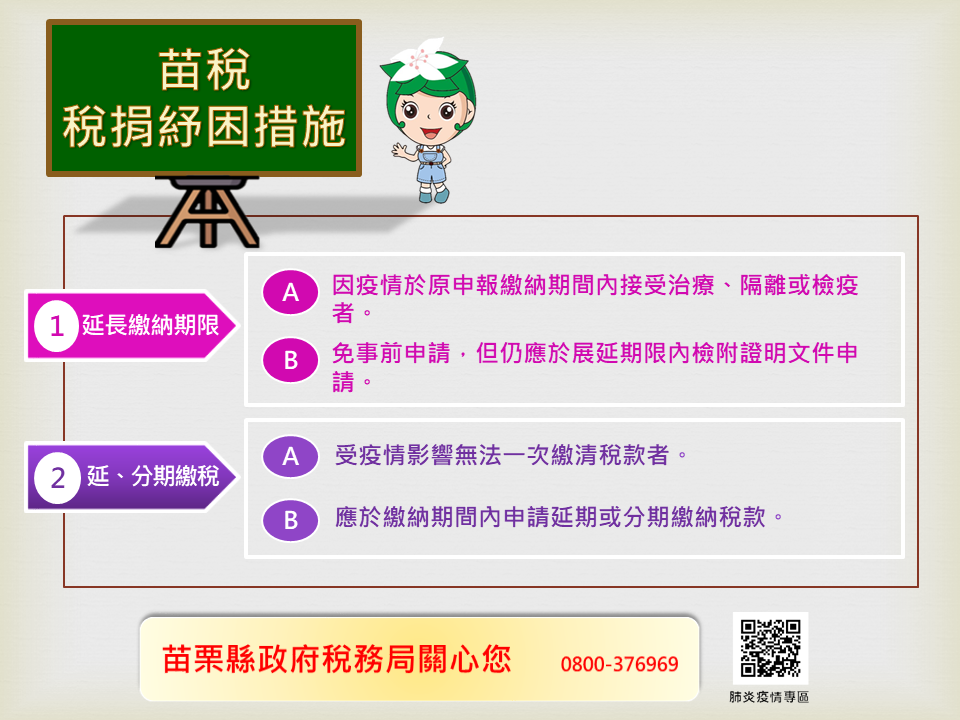 苗稅
稅捐紓困措施
1 延長繳納期限
A 因疫情於原申報繳納期間內接受治療、隔離或檢疫
者。
B 免事前申請，但仍應於展延期限內檢附證明文件申
請。
2 延、分期繳稅
A 受疫情影響無法一次繳清稅款者。
B 應於繳納期間內申請延期或分期繳納稅款。
苗栗縣政府稅務局關心您 0800-376969
肺炎疫情專區